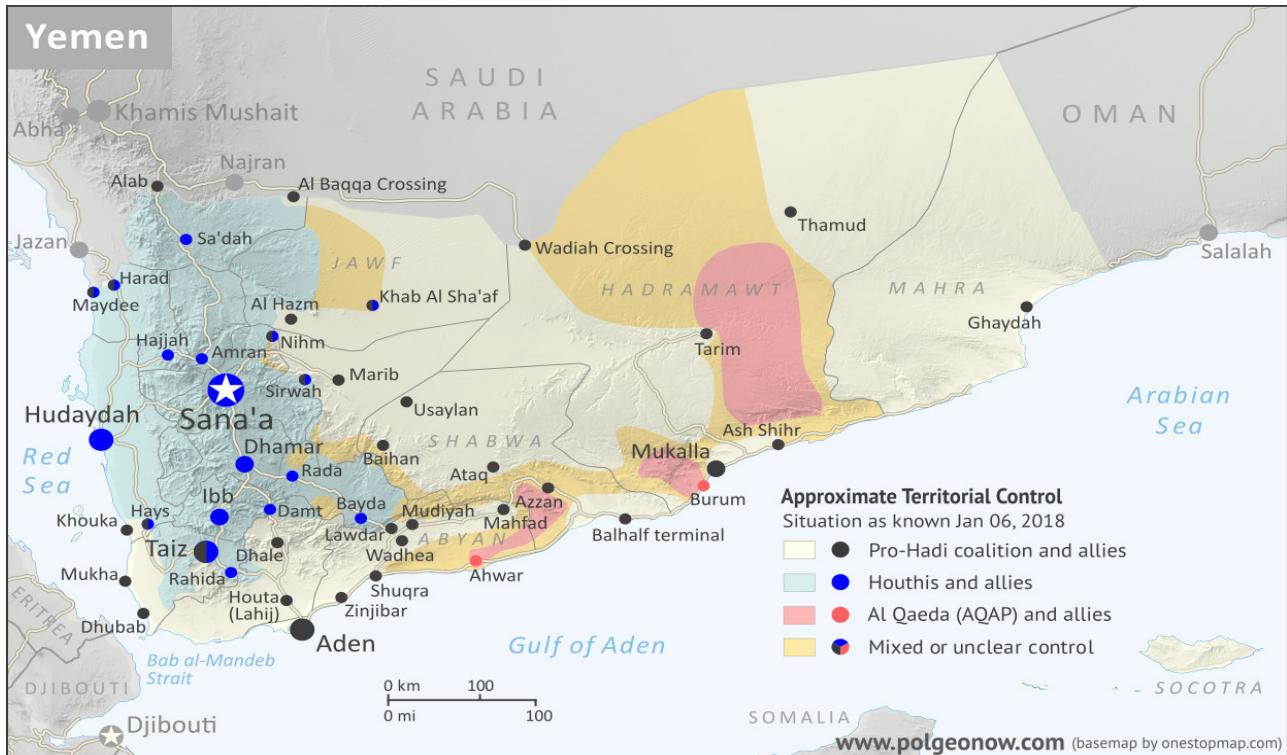 Yemen
SAUDI
ARABIA
OMAN
Khamis Mushait
Abha
Najran
Alab
Al Baqqa Crossing
Jazan
Sa'dah
Wadiah Crossing
Thamud
Salalah
JAWF
Harad
Maydee
Khab Al Sha'af
HADRAMAWT
MAHRA
Al Hazm
Ghaydah
Nihm
Hajjah
Amran
Tarim
Sirwah
Marib
Sana'a
Usaylan
Arabian
Sea
Hudaydah
SHABWA
Ash Shihr
Red
Sea
Dhamar
Baihan
Mukalla
Rada
Ataq
Burum
Ibb
Azzan
Bayda
Khouka
Hays
Damt
Mudiyah
Mahfad
Lawdar
ABYAN
Balhalf terminal
Taiz
Dhale
Wadhea
Mukha
Rahida
Ahwar
Shuqra
Houta
(Lahij)
Zinjibar
Dhubab
Aden
ERITREA
Gulf of Aden
Bab al-Mandeb
Strait
DJIBOUTI
Djibouti
SOCOTRA
SOMALIA
0 km 100
0 mi 100
Approximate Territorial Control
Situation as known Jan 06, 2018
Pro-Hadi coalition and allies
Houthis and allies
Al Qaeda (AQAP) and allies
Mixed or unclear control
www.polgeonow.com (basemap by onestopmap.com)